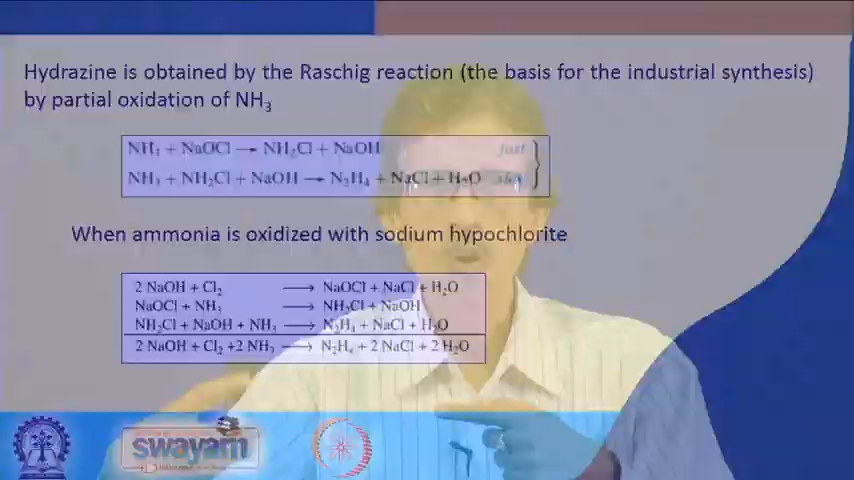 Hydrazine is obtained by the Raschig reaction (the basis for the industrial synthesis)
by partial oxidation of NH₃
NH₃ + NaOCl → NH₂Cl + NaOH fast
NH₃ + NH₂Cl + NaOH → N₂H₄ + NaCl + H₂O
When ammonia is oxidized with sodium hypochlorite
2 NaOH + Cl₂ → NaOCl + NaCl + H₂O
NaOCl + NH₃ → NH₂Cl + NaOH
NH₂Cl + NaOH + NH₃ → N₂H₄ + NaCl + H₂O
2 NaOH + Cl₂ +2 NH₃ → N₂H₄ + 2 NaCl + 2 H₂O
swayam